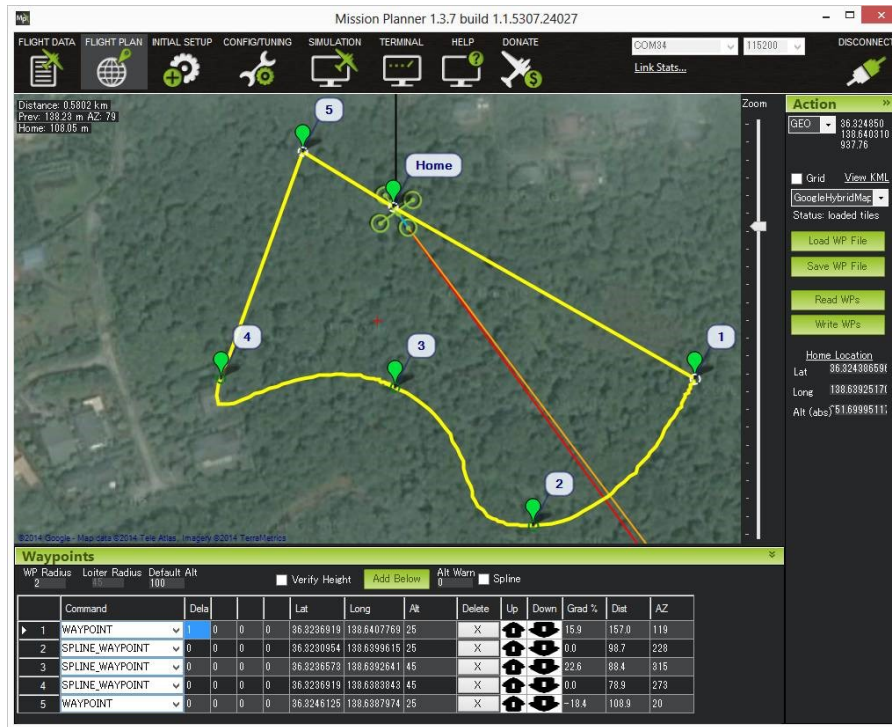 Mission Planner 1.3.7 build 1.1.5307.24027
FLIGHT DATA FLIGHT PLAN INITIAL SETUP CONFIG/TUNING SIMULATION TERMINAL HELP DONATE COM34 115200 DISCONNECT
Link Stats...
Distance: 0.5802 km
Prev: 138.23 m AZ: 79
Home: 108.05 m
5
Home
4
3
1
2
©2014 Google - Map data ©2014 Tele Atlas, Imagery ©2014 TerraMetrics
Zoom
Action
GEO 36.324850
138.640310
937.76
Grid View KML
GoogleHybridMap
Status: loaded tiles
Load WP File
Save WP File
Read WPs
Write WPs
Home Location
Lat
Long
Alt (abs)
Waypoints
WP Radius Loiter Radius Default Alt Alt Warn
2 45 100 Verify Height Add Below 0 Spline
Command Dela Lat Long Alt Delete Up Down Grad % Dist AZ
1 WAYPOINT 1 0 0 0 36.3236919 138.6407769 25 X 15.9 157.0 119
2 SPLINE_WAYPOINT 0 0 0 0 36.3230954 138.6399615 25 X 0.0 98.7 228
3 SPLINE_WAYPOINT 0 0 0 0 36.3236573 138.6392641 45 X 22.6 88.4 315
4 SPLINE_WAYPOINT 0 0 0 0 36.3236919 138.6383843 45 X 0.0 78.9 273
5 WAYPOINT 0 0 0 0 36.3246125 138.6387974 25 X -18.4 108.9 20